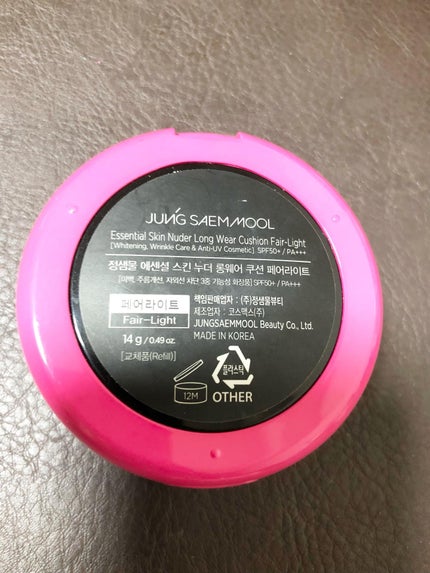 JUNG SAEMMOOL
Essential Skin Nuder Long Wear Cushion Fair-Light
[Whitening, Wrinkle Care & Anti-UV Cosmetic] SPF50+ / PA+++
정샘물 에센셜 스킨 누더 롱웨어 쿠션 페어라이트
[미백, 주름개선, 자외선 차단 3중 기능성 화장품] SPF50+ / PA+++
페어라이트
Fair-Light
14 g / 0.49 oz.
[교체품(Refill)]
책임판매업자 : (주)정샘물뷰티
제조업자 : 코스맥스(주)
JUNGSAEMMOOL Beauty Co., Ltd.
MADE IN KOREA
12M
플라스틱
OTHER